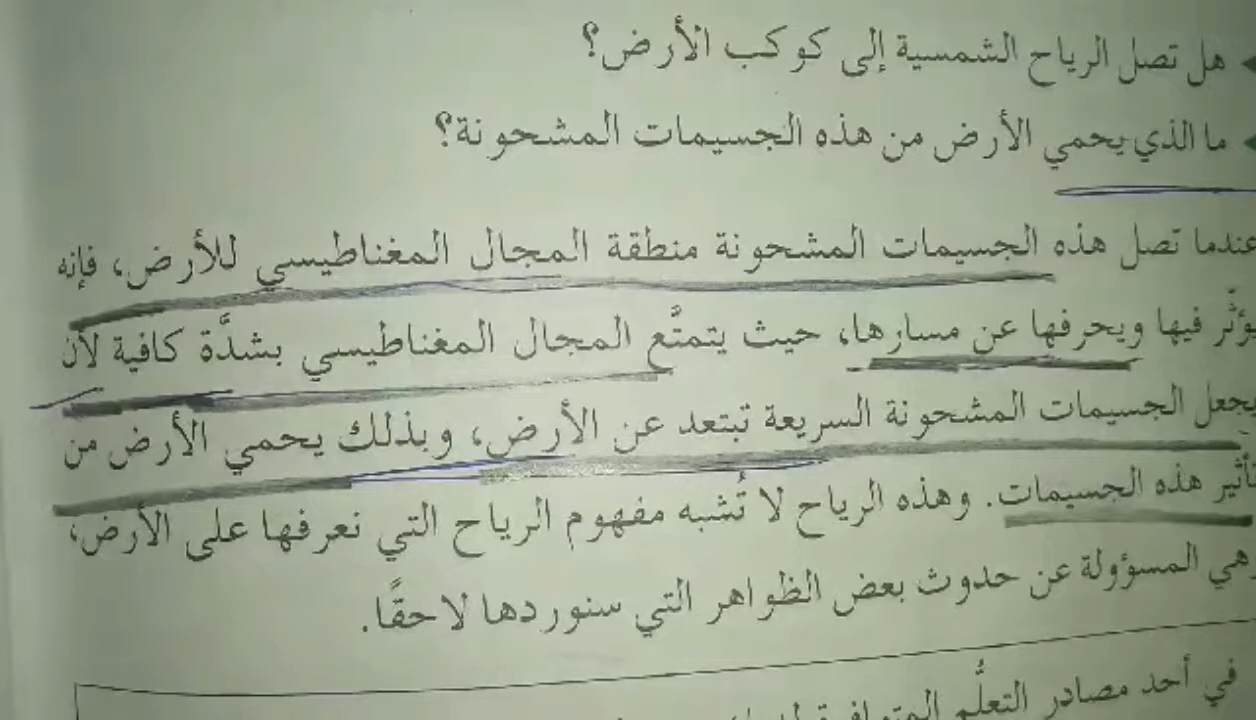 هل تصل الرياح الشمسية إلى كوكب الأرض؟
ما الذي يحمي الأرض من هذه الجسيمات المشحونة؟
عندما تصل هذه الجسيمات المشحونة منطقة المجال المغناطيسي للأرض، فإنه
يؤثّر فيها ويحرفها عن مسارها، حيث يتمتَّع المجال المغناطيسي بشدَّة كافية لأن
يجعل الجسيمات المشحونة السريعة تبتعد عن الأرض، وبذلك يحمي الأرض من
تأثير هذه الجسيمات. وهذه الرياح لا تُشبه مفهوم الرياح التي نعرفها على الأرض،
وهي المسؤولة عن حدوث بعض الظواهر التي سنوردها لاحقًا.
في أحد مصادر التعلُّم